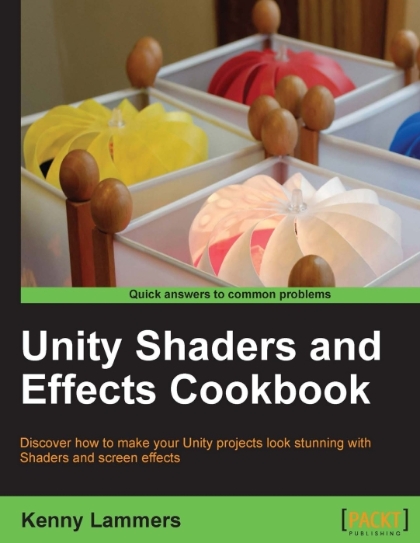 Quick answers to common problems
Unity Shaders and
Effects Cookbook
Discover how to make your Unity projects look stunning with
Shaders and screen effects
Kenny Lammers
[PACKT]
PUBLISHING